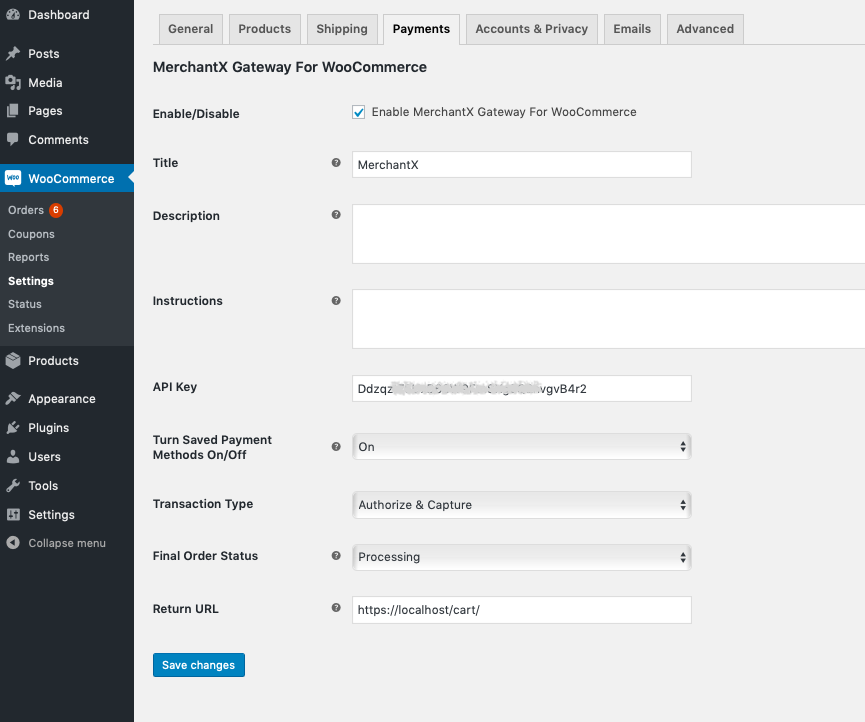 Dashboard
Posts
Media
Pages
Comments
WOO WooCommerce
Orders 6
Coupons
Reports
Settings
Status
Extensions
Products
Appearance
Plugins
Users
Tools
Settings
Collapse menu
General Products Shipping Payments Accounts & Privacy Emails Advanced
MerchantX Gateway For WooCommerce
Enable/Disable Enable MerchantX Gateway For WooCommerce
Title ? MerchantX
Description ?
Instructions ?
API Key
Turn Saved Payment
Methods On/Off ? On
Transaction Type Authorize & Capture
Final Order Status ? Processing
Return URL ? https://localhost/cart/
Save changes